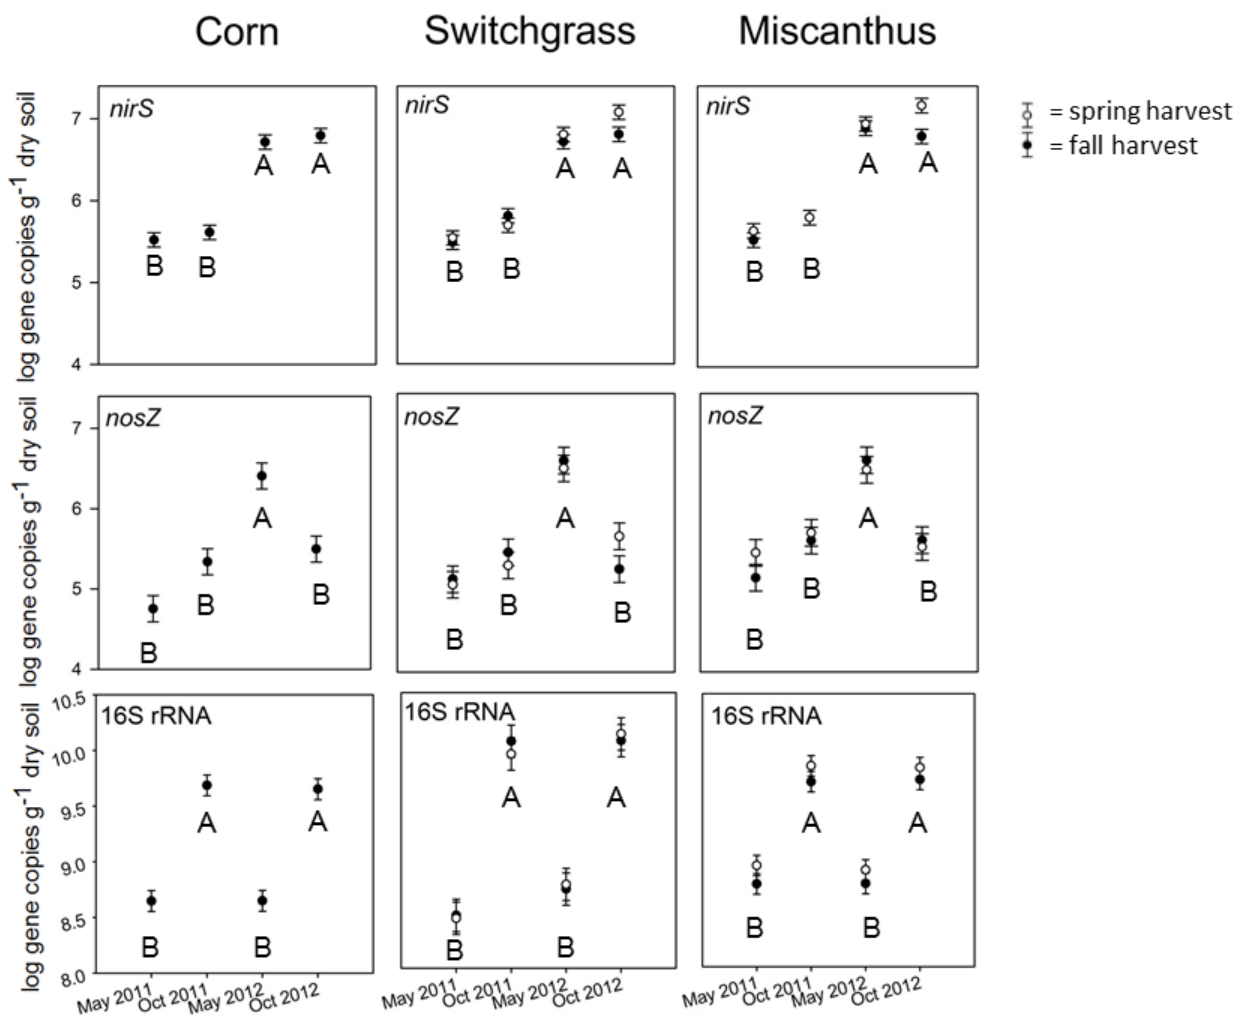 Corn Switchgrass Miscanthus
= spring harvest
= fall harvest
log gene copies g-1 dry soil
nirS nirS nirS
7
6
5
4
B B A A
B B A A
B B A A
log gene copies g-1 dry soil
nosZ nosZ nosZ
7
6
5
4
B B A B
B B A B
B B A B
log gene copies g-1 dry soil
16S rRNA 16S rRNA 16S rRNA
10.5
10.0
9.5
9.0
8.5
8.0
B A B A
B A B A
B A B A
May 2011 Oct 2011 May 2012 Oct 2012
May 2011 Oct 2011 May 2012 Oct 2012
May 2011 Oct 2011 May 2012 Oct 2012